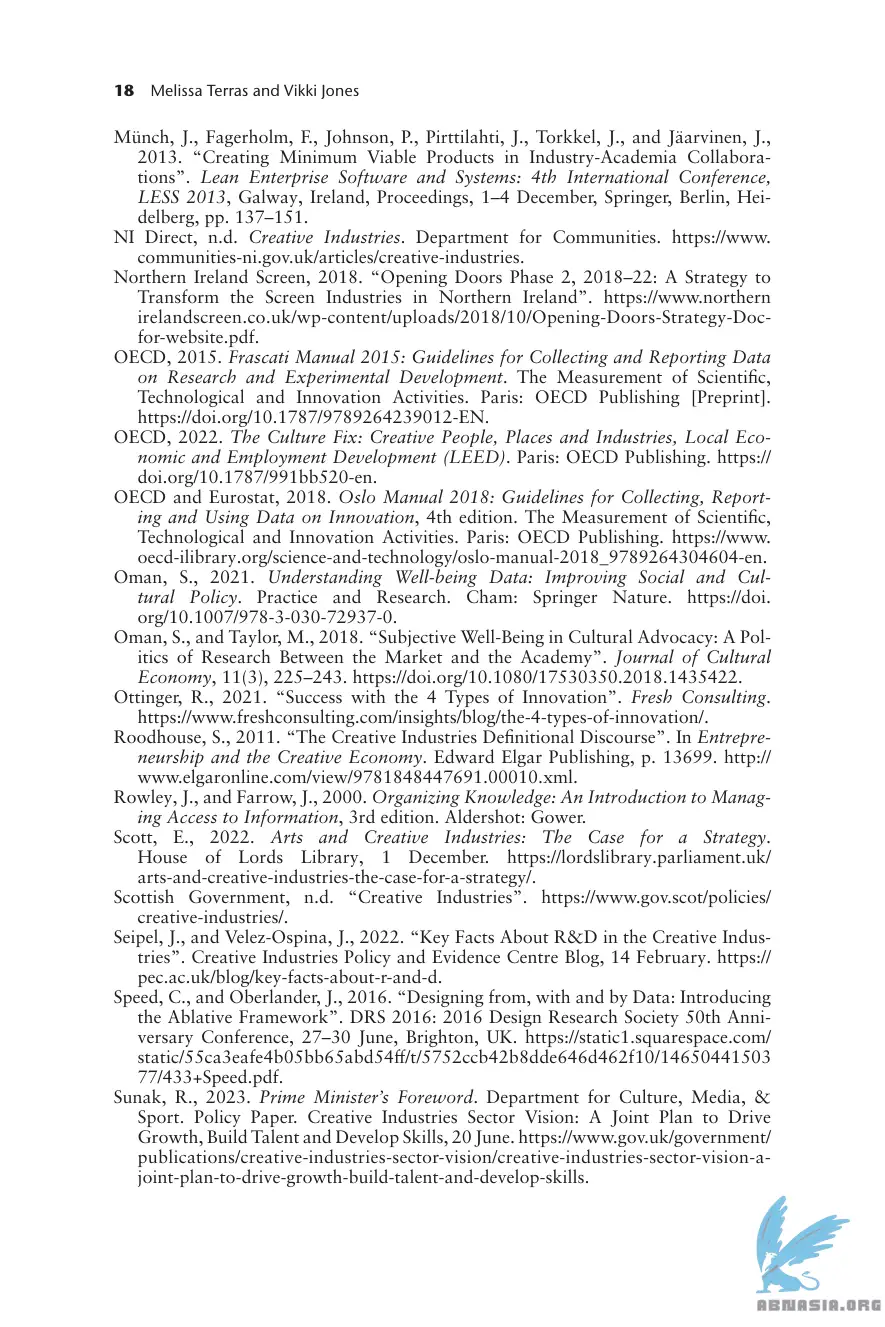 18 Melissa Terras and Vikki Jones
Münch, J., Fagerholm, F., Johnson, P., Pirttilahti, J., Torkkel, J., and Jäarvinen, J.,
2013. “Creating Minimum Viable Products in Industry-Academia Collabora-
tions”. Lean Enterprise Software and Systems: 4th International Conference,
LESS 2013, Galway, Ireland, Proceedings, 1–4 December, Springer, Berlin, Hei-
delberg, pp. 137–151.
NI Direct, n.d. Creative Industries. Department for Communities. https://www.
communities-ni.gov.uk/articles/creative-industries.
Northern Ireland Screen, 2018. “Opening Doors Phase 2, 2018–22: A Strategy to
Transform the Screen Industries in Northern Ireland”. https://www.northern
irelandscreen.co.uk/wp-content/uploads/2018/10/Opening-Doors-Strategy-Doc-
for-website.pdf.
OECD, 2015. Frascati Manual 2015: Guidelines for Collecting and Reporting Data
on Research and Experimental Development. The Measurement of Scientific,
Technological and Innovation Activities. Paris: OECD Publishing [Preprint].
https://doi.org/10.1787/9789264239012-EN.
OECD, 2022. The Culture Fix: Creative People, Places and Industries, Local Eco-
nomic and Employment Development (LEED). Paris: OECD Publishing. https://
doi.org/10.1787/991bb520-en.
OECD and Eurostat, 2018. Oslo Manual 2018: Guidelines for Collecting, Report-
ing and Using Data on Innovation, 4th edition. The Measurement of Scientific,
Technological and Innovation Activities. Paris: OECD Publishing. https://www.
oecd-ilibrary.org/science-and-technology/oslo-manual-2018_9789264304604-en.
Oman, S., 2021. Understanding Well-being Data: Improving Social and Cul-
tural Policy. Practice and Research. Cham: Springer Nature. https://doi.
org/10.1007/978-3-030-72937-0.
Oman, S., and Taylor, M., 2018. “Subjective Well-Being in Cultural Advocacy: A Pol-
itics of Research Between the Market and the Academy”. Journal of Cultural
Economy, 11(3), 225–243. https://doi.org/10.1080/17530350.2018.1435422.
Ottinger, R., 2021. “Success with the 4 Types of Innovation”. Fresh Consulting.
https://www.freshconsulting.com/insights/blog/the-4-types-of-innovation/.
Roodhouse, S., 2011. “The Creative Industries Definitional Discourse”. In Entrepre-
neurship and the Creative Economy. Edward Elgar Publishing, p. 13699. http://
www.elgaronline.com/view/9781848447691.00010.xml.
Rowley, J., and Farrow, J., 2000. Organizing Knowledge: An Introduction to Manag-
ing Access to Information, 3rd edition. Aldershot: Gower.
Scott, E., 2022. Arts and Creative Industries: The Case for a Strategy.
House of Lords Library, 1 December. https://lordslibrary.parliament.uk/
arts-and-creative-industries-the-case-for-a-strategy/.
Scottish Government, n.d. “Creative Industries”. https://www.gov.scot/policies/
creative-industries/.
Seipel, J., and Velez-Ospina, J., 2022. “Key Facts About R&D in the Creative Indus-
tries”. Creative Industries Policy and Evidence Centre Blog, 14 February. https://
pec.ac.uk/blog/key-facts-about-r-and-d.
Speed, C., and Oberlander, J., 2016. “Designing from, with and by Data: Introducing
the Ablative Framework”. DRS 2016: 2016 Design Research Society 50th Anni-
versary Conference, 27–30 June, Brighton, UK. https://static1.squarespace.com/
static/55ca3eafe4b05bb65abd54ff/t/5752ccb42b8dde646d462f10/14650441503
77/433+Speed.pdf.
Sunak, R., 2023. Prime Minister’s Foreword. Department for Culture, Media, &
Sport. Policy Paper. Creative Industries Sector Vision: A Joint Plan to Drive
Growth, Build Talent and Develop Skills, 20 June. https://www.gov.uk/government/
publications/creative-industries-sector-vision/creative-industries-sector-vision-a-
joint-plan-to-drive-growth-build-talent-and-develop-skills.
ABNASIA.ORG